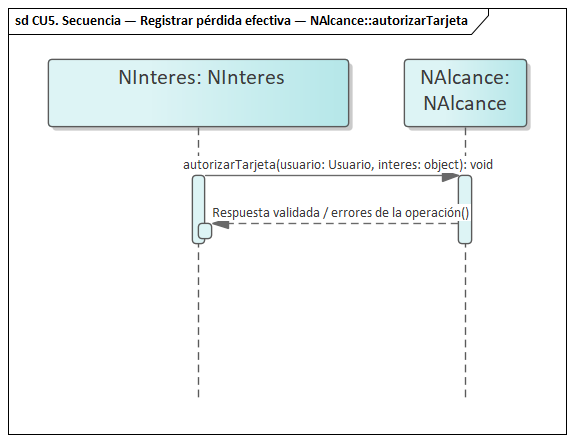 sd CU5. Secuencia — Registrar pérdida efectiva — NAlcance::autorizarTarjeta
NInteres: NInteres
NAlcance:
NAlcance
autorizarTarjeta(usuario: Usuario, interes: object): void
Respuesta validada / errores de la operación()